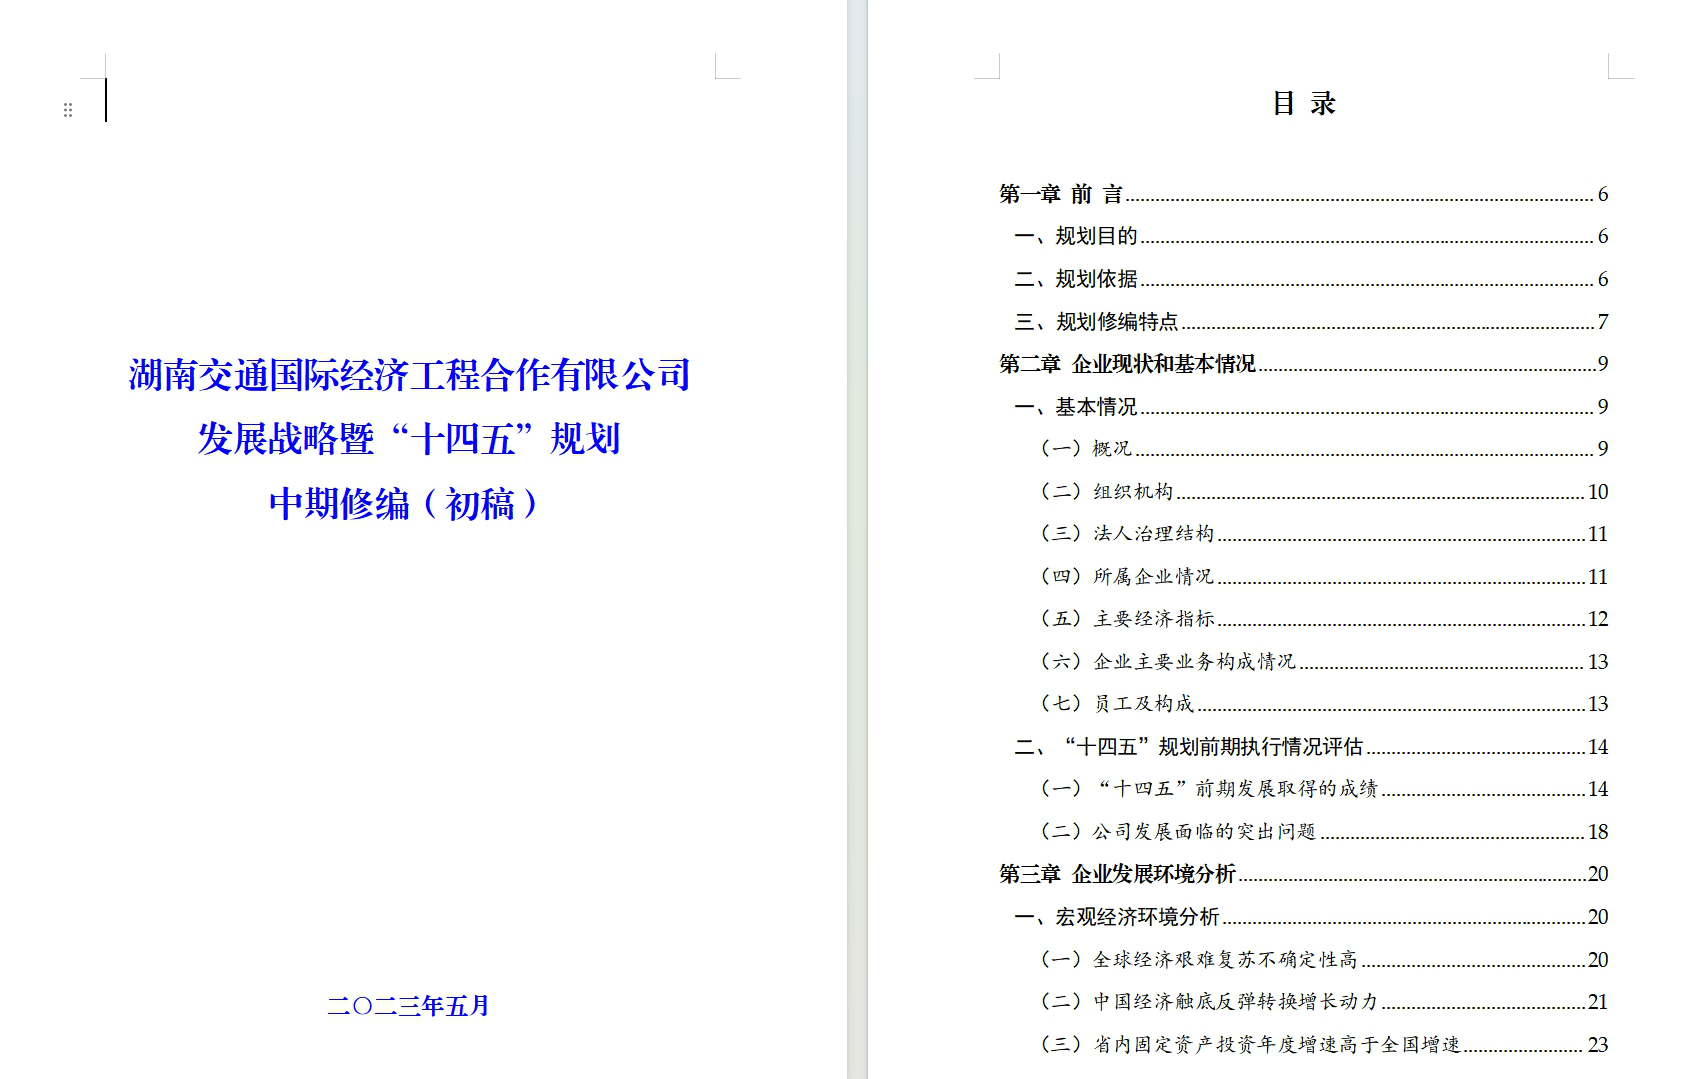 湖南交通国际经济工程合作有限公司
发展战略暨“十四五”规划
中期修编（初稿）
二〇二三年五月
目 录
第一章 前 言 6
一、规划目的 6
二、规划依据 6
三、规划修编特点 7
第二章 企业现状和基本情况 9
一、基本情况 9
（一）概况 9
（二）组织机构 10
（三）法人治理结构 11
（四）所属企业情况 11
（五）主要经济指标 12
（六）企业主要业务构成情况 13
（七）员工及构成 13
二、“十四五”规划前期执行情况评估 14
（一）“十四五”前期发展取得的成绩 14
（二）公司发展面临的突出问题 18
第三章 企业发展环境分析 20
一、宏观经济环境分析 20
（一）全球经济艰难复苏不确定性高 20
（二）中国经济触底反弹转换增长动力 21
（三）省内固定资产投资年度增速高于全国增速 23